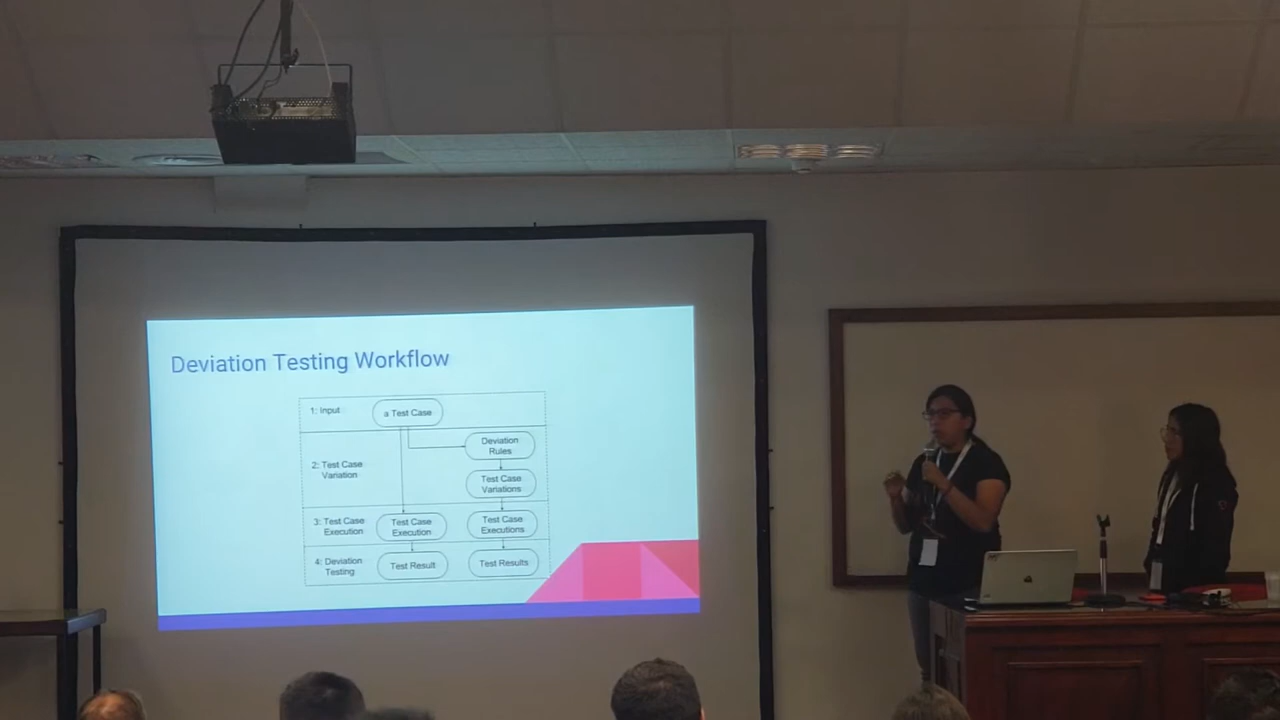 Deviation Testing Workflow
1: Input
a Test Case
Deviation
Rules
2: Test Case
Variation
Test Case
Variations
3: Test Case
Execution
Test Case
Execution
Test Case
Executions
4: Deviation
Testing
Test Result
Test Results